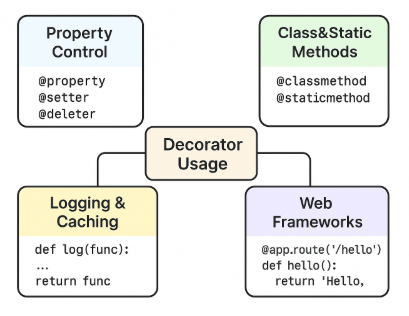 Property
Control
@property
@setter
@deleter
Class&Static
Methods
@classmethod
@staticmethod
Decorator
Usage
Logging &
Caching
def log(func):
...
return func
Web
Frameworks
@app.route('/hello')
def hello():
return 'Hello,